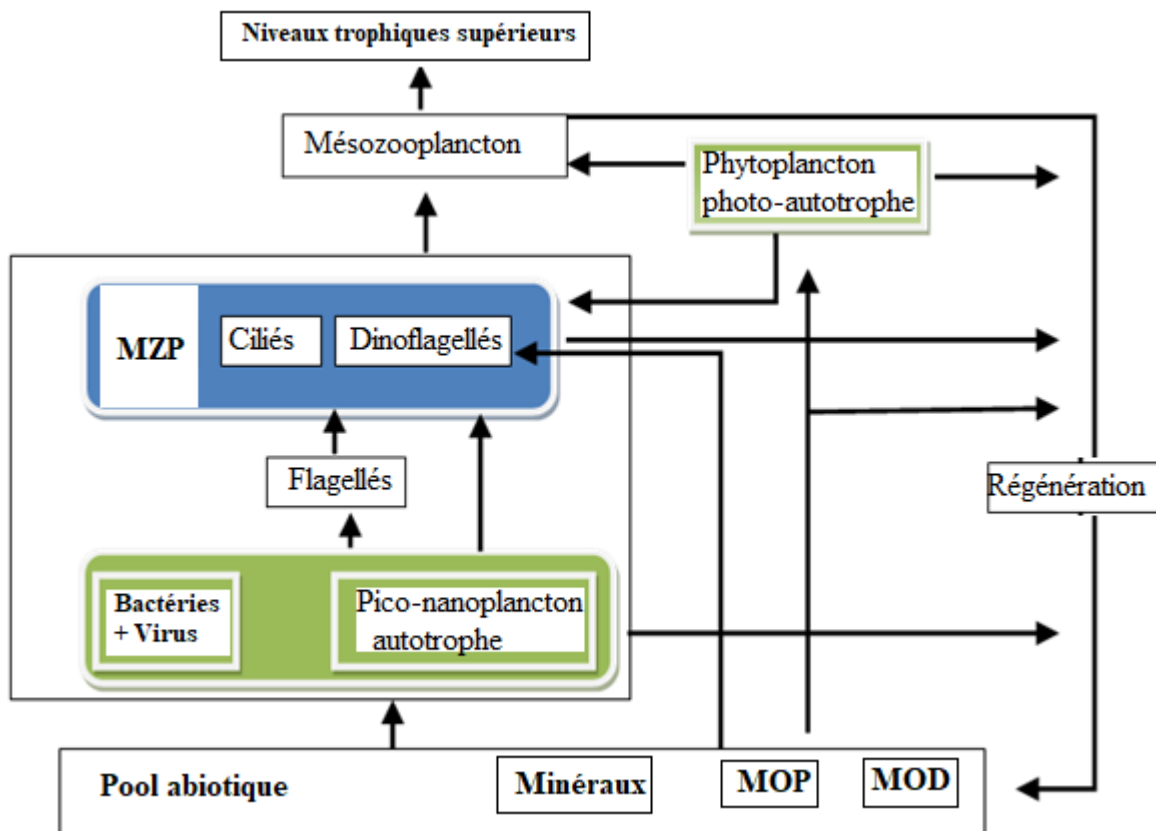 Niveaux trophiques supérieurs
Mésozooplancton
Phytoplancton
photo-autotrophe
MZP
Ciliés
Dinoflagellés
Flagellés
Régénération
Bactéries
+ Virus
Pico-nanoplancton
autotrophe
Pool abiotique
Minéraux
MOP
MOD